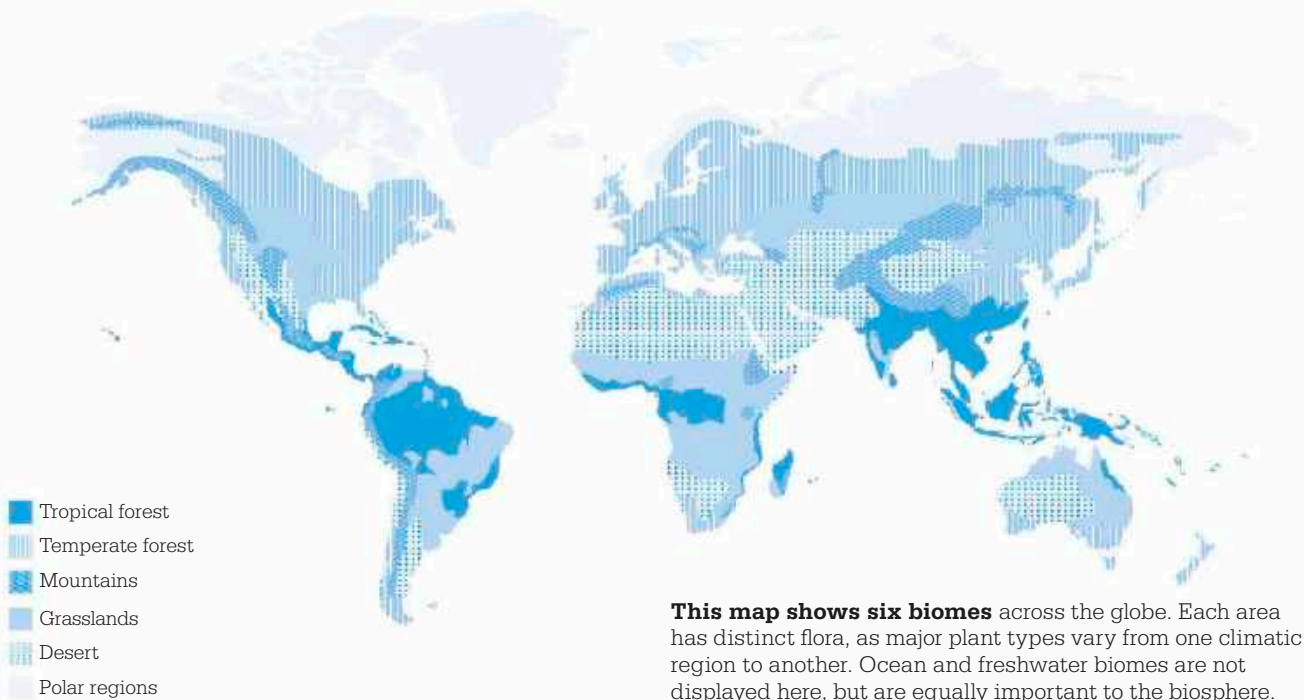 Tropical forest
Temperate forest
Mountains
Grasslands
Desert
Polar regions
This map shows six biomes across the globe. Each area
has distinct flora, as major plant types vary from one climatic
region to another. Ocean and freshwater biomes are not
displayed here, but are equally important to the biosphere.